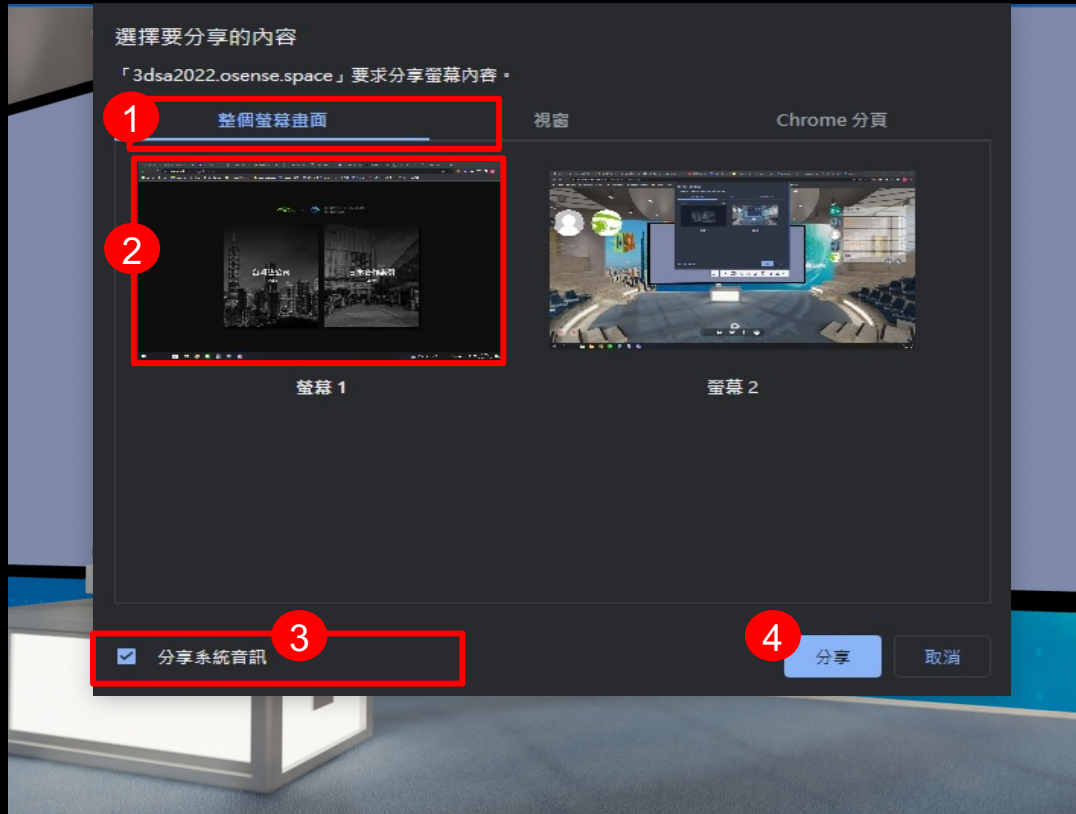 選擇要分享的內容
「3dsa2022.osense.space」要求分享螢幕內容。
1
整個螢幕畫面
視窗
Chrome 分頁
2
螢幕 1
螢幕 2
3
分享系統音訊
4
分享
取消